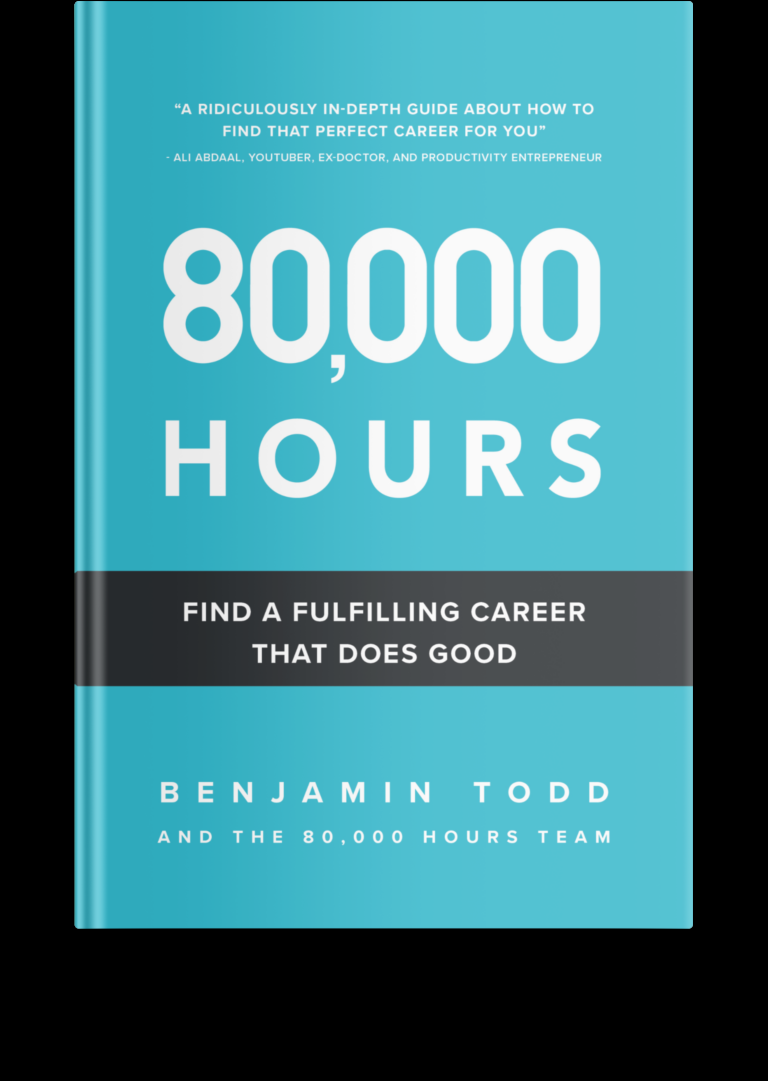 “A RIDICULOUSLY IN-DEPTH GUIDE ABOUT HOW TO
FIND THAT PERFECT CAREER FOR YOU”
- ALI ABDAAL, YOUTUBER, EX-DOCTOR, AND PRODUCTIVITY ENTREPRENEUR
80,000
HOURS
FIND A FULFILLING CAREER
THAT DOES GOOD
BENJAMIN TODD
AND THE 80,000 HOURS TEAM